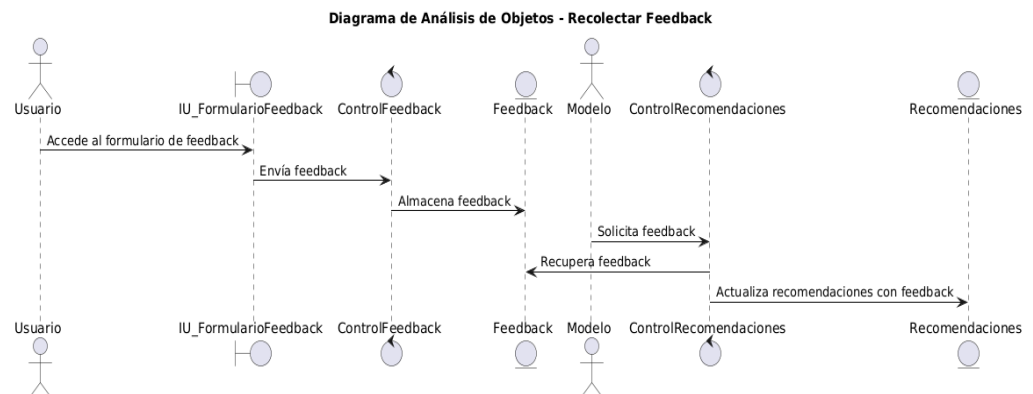 Diagrama de Análisis de Objetos - Recolectar Feedback
Usuario IU_FormularioFeedback ControlFeedback Feedback Modelo ControlRecomendaciones Recomendaciones
Accede al formulario de feedback
Envía feedback
Almacena feedback
Solicita feedback
Recupera feedback
Actualiza recomendaciones con feedback
Usuario IU_FormularioFeedback ControlFeedback Feedback Modelo ControlRecomendaciones Recomendaciones